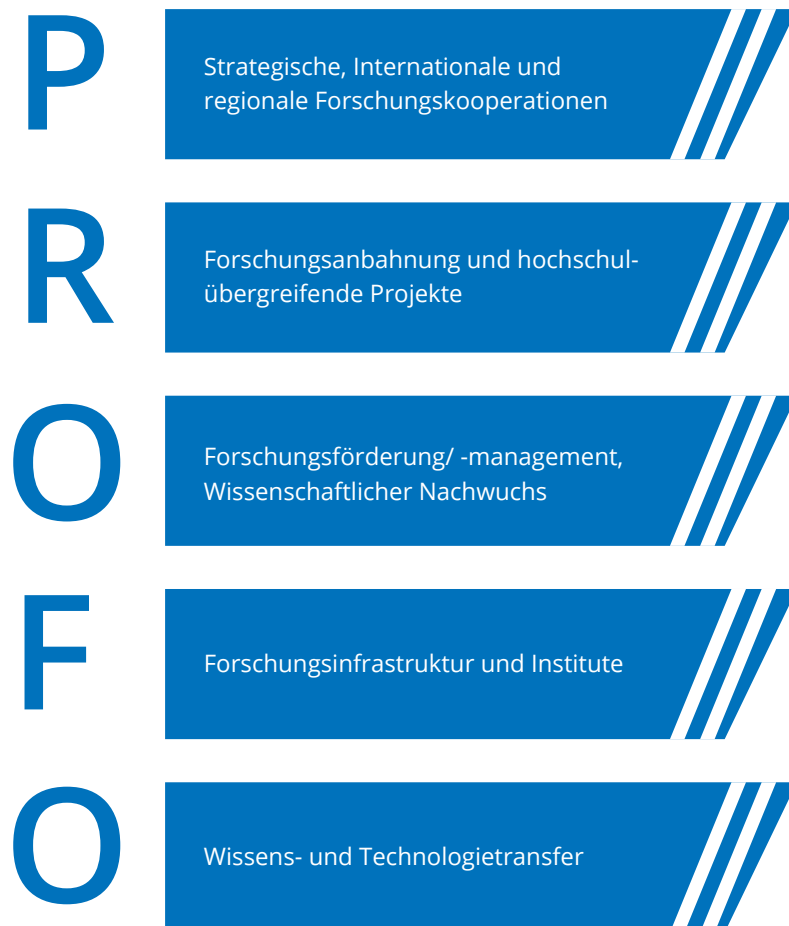 P
Strategische, Internationale und
regionale Forschungskooperationen
R
Forschungsanbahnung und hochschul-
übergreifende Projekte
O
Forschungsförderung/ -management,
Wissenschaftlicher Nachwuchs
F
Forschungsinfrastruktur und Institute
O
Wissens- und Technologietransfer